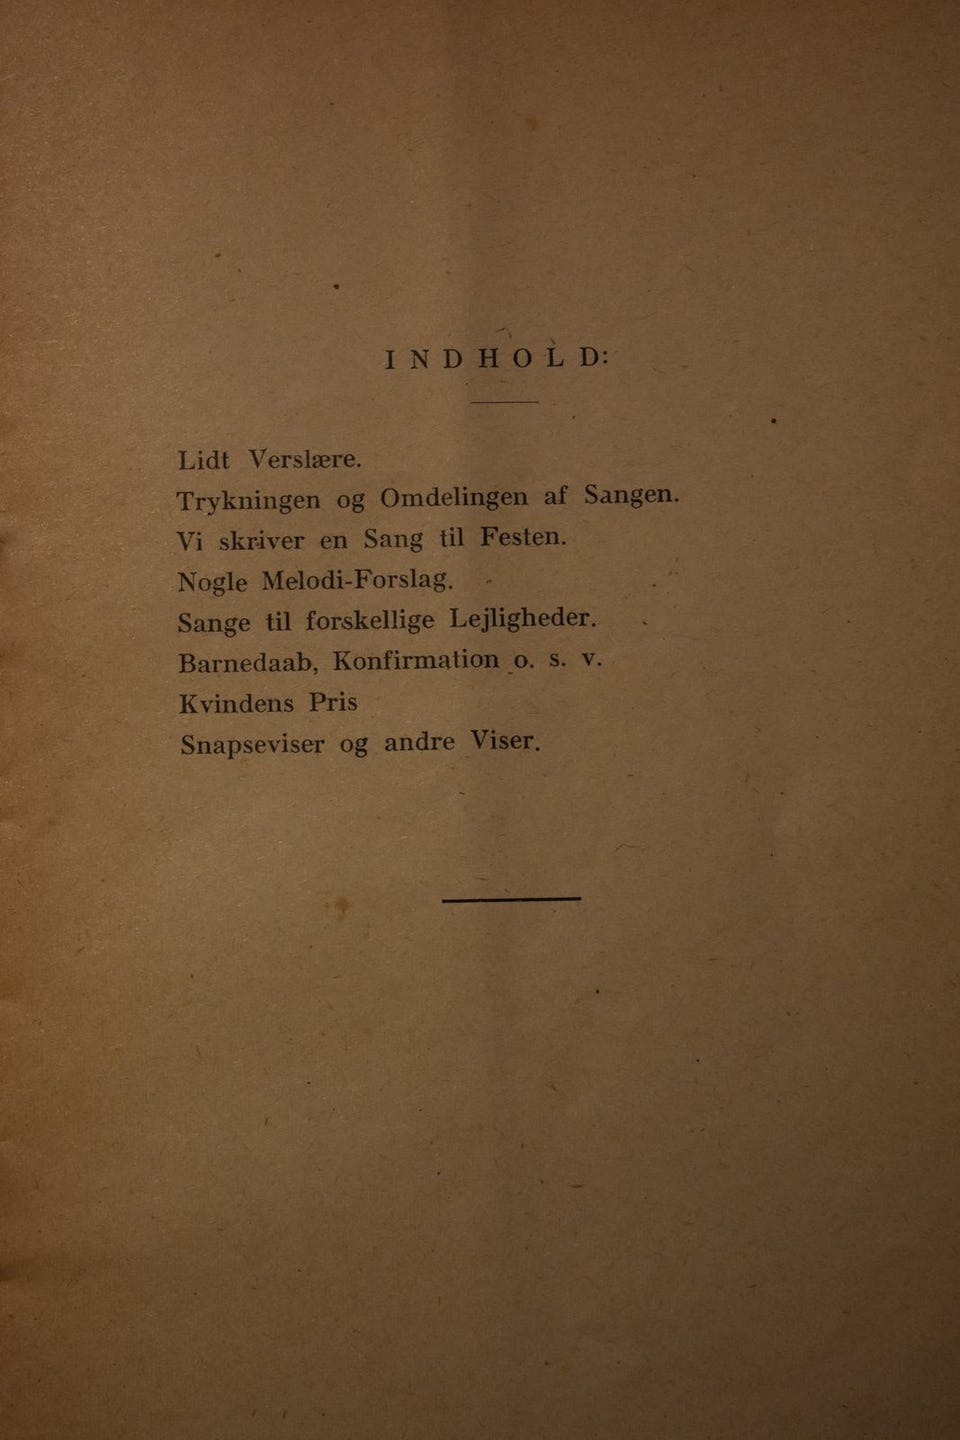 INDHOLD:
Lidt Verslære.
Trykningen og Omdelingen af Sangen.
Vi skriver en Sang til Festen.
Nogle Melodi-Forslag.
Sange til forskellige Lejligheder.
Barnedaab, Konfirmation o. s. v.
Kvindens Pris
Snapseviser og andre Viser.